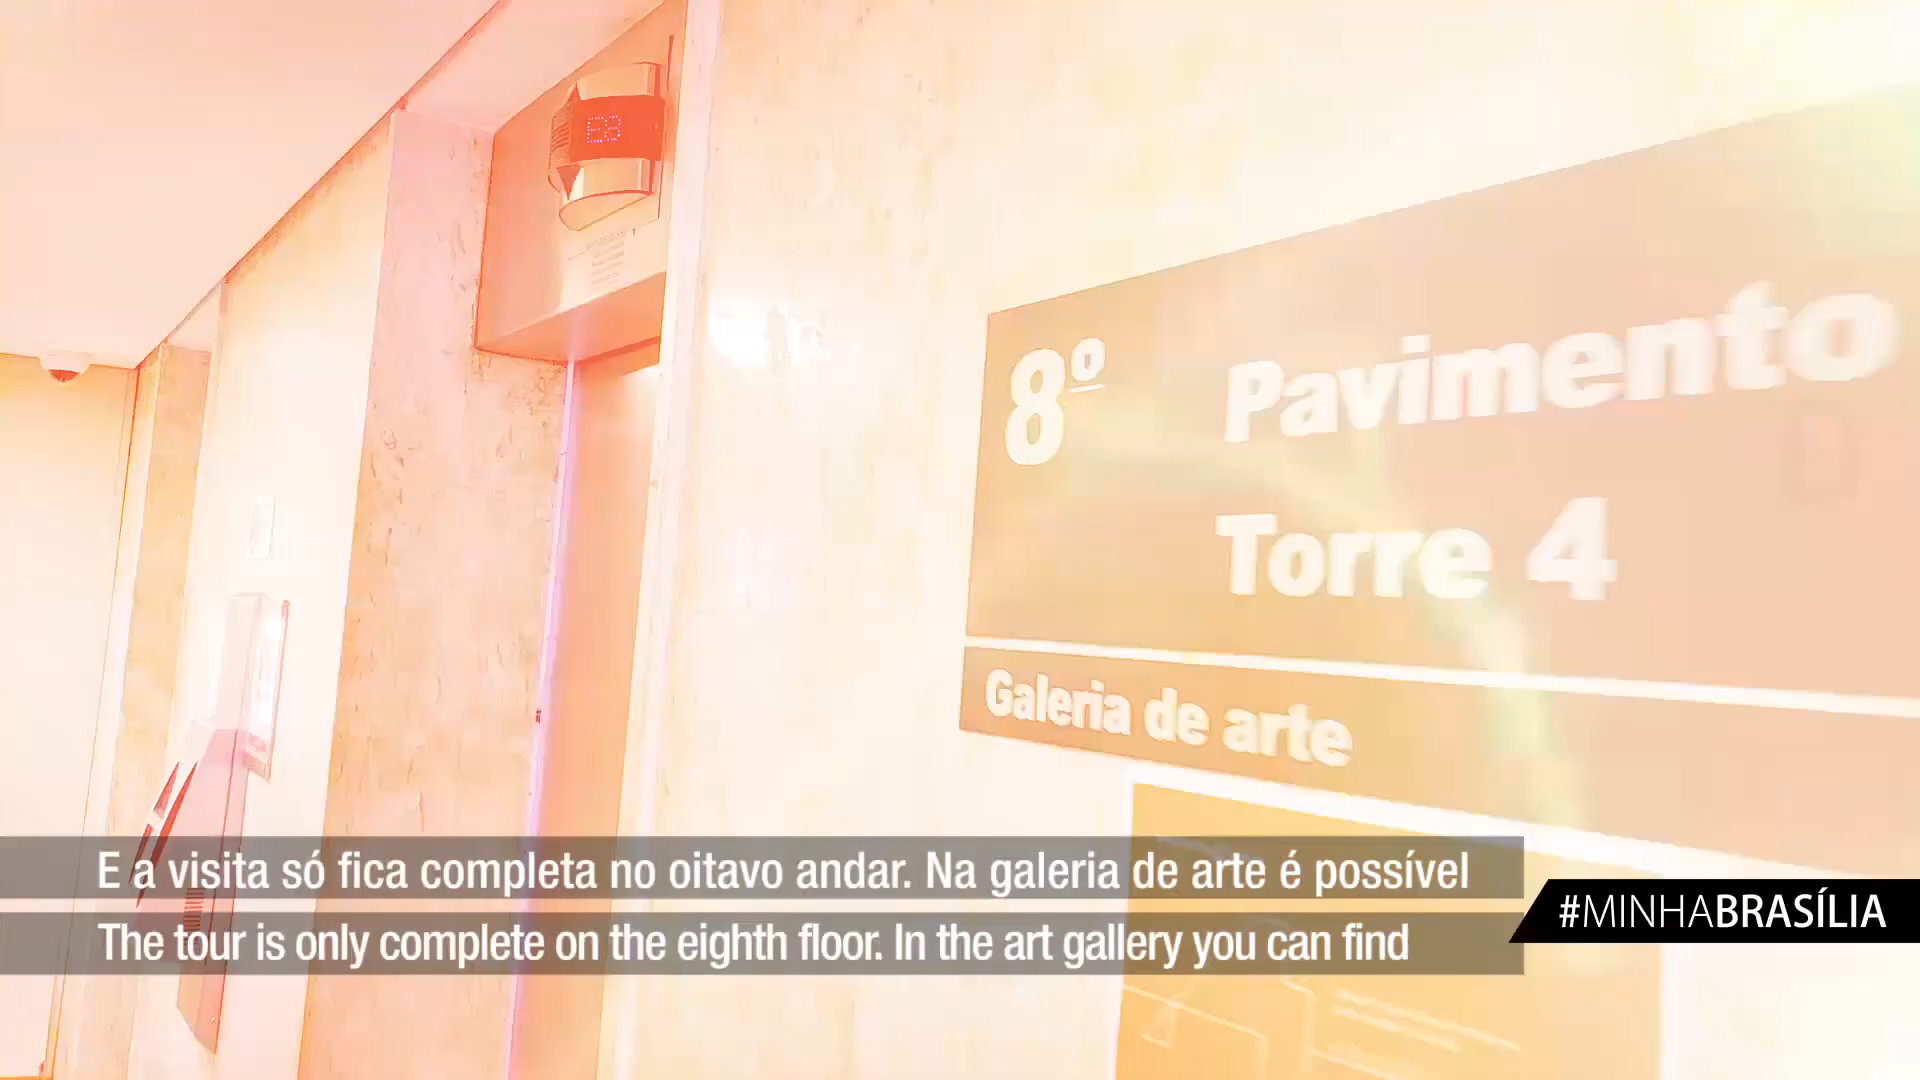 E8
8º Pavimento
Torre 4
Galeria de arte
E a visita só fica completa no oitavo andar. Na galeria de arte é possível
The tour is only complete on the eighth floor. In the art gallery you can find
#MINHABRASÍLIA